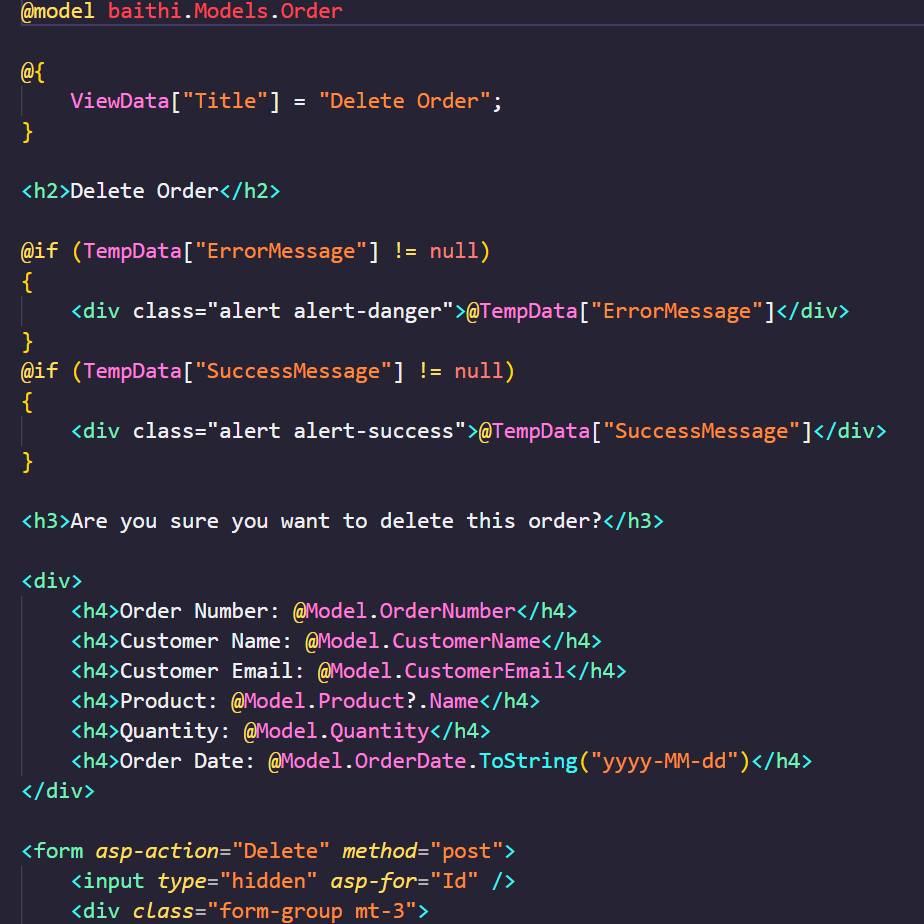 @model baithi.Models.Order
@{
ViewData["Title"] = "Delete Order";
}
<h2>Delete Order</h2>
@if (TempData["ErrorMessage"] != null)
{
<div class="alert alert-danger">@TempData["ErrorMessage"]</div>
}
@if (TempData["SuccessMessage"] != null)
{
<div class="alert alert-success">@TempData["SuccessMessage"]</div>
}
<h3>Are you sure you want to delete this order?</h3>
<div>
<h4>Order Number: @Model.OrderNumber</h4>
<h4>Customer Name: @Model.CustomerName</h4>
<h4>Customer Email: @Model.CustomerEmail</h4>
<h4>Product: @Model.Product?.Name</h4>
<h4>Quantity: @Model.Quantity</h4>
<h4>Order Date: @Model.OrderDate.ToString("yyyy-MM-dd")</h4>
</div>
<form asp-action="Delete" method="post">
<input type="hidden" asp-for="Id" />
<div class="form-group mt-3">